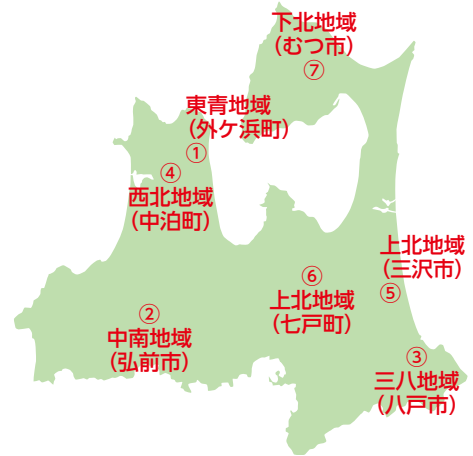 下北地域
（むつ市）
⑦
東青地域
（外ヶ浜町）
①
④
西北地域
（中泊町）
上北地域
（三沢市）
⑤
⑥
上北地域
（七戸町）
②
中南地域
（弘前市）
③
三八地域
（八戸市）